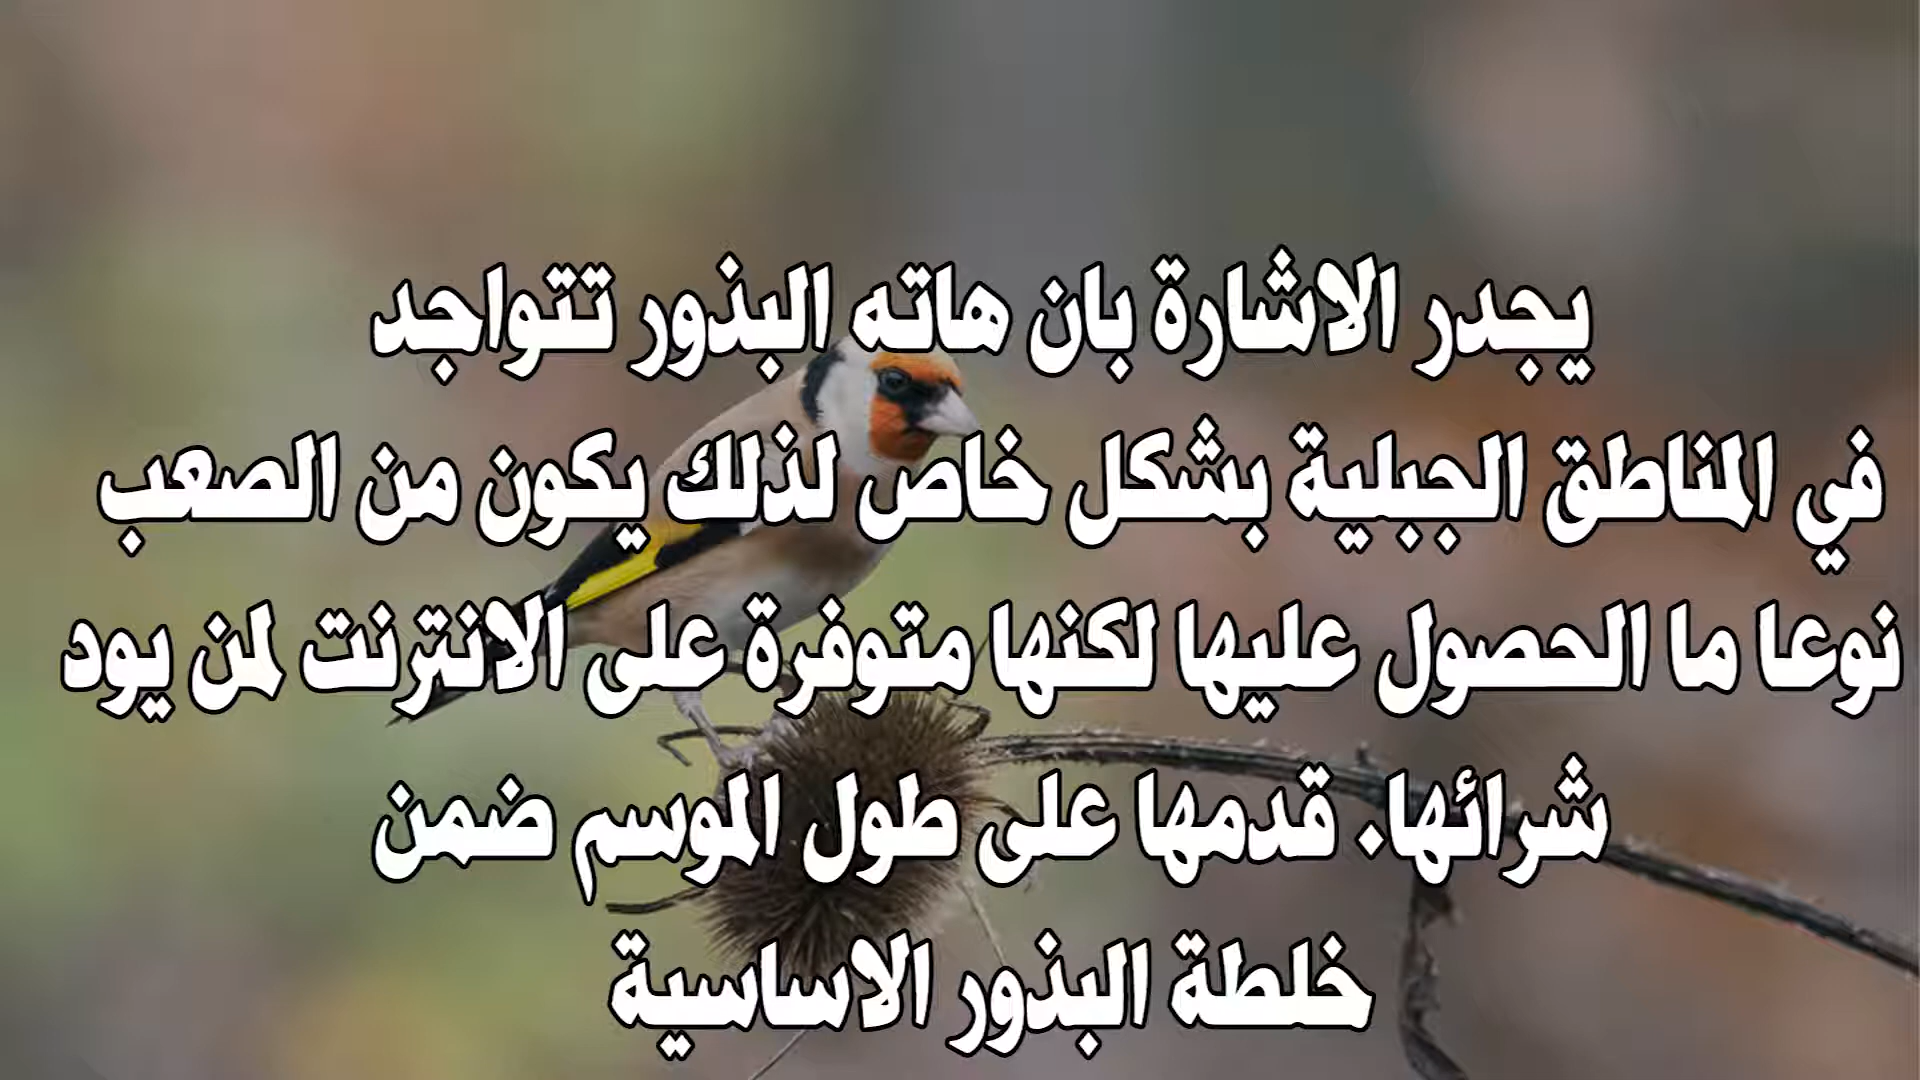 يجدر الاشارة بان هاته البذور تتواجد
في المناطق الجبلية بشكل خاص لذلك يكون من الصعب
نوعا ما الحصول عليها لكنها متوفرة على الانترنت لمن يود
شرائها. قدمها على طول الموسم ضمن
خلطة البذور الاساسية